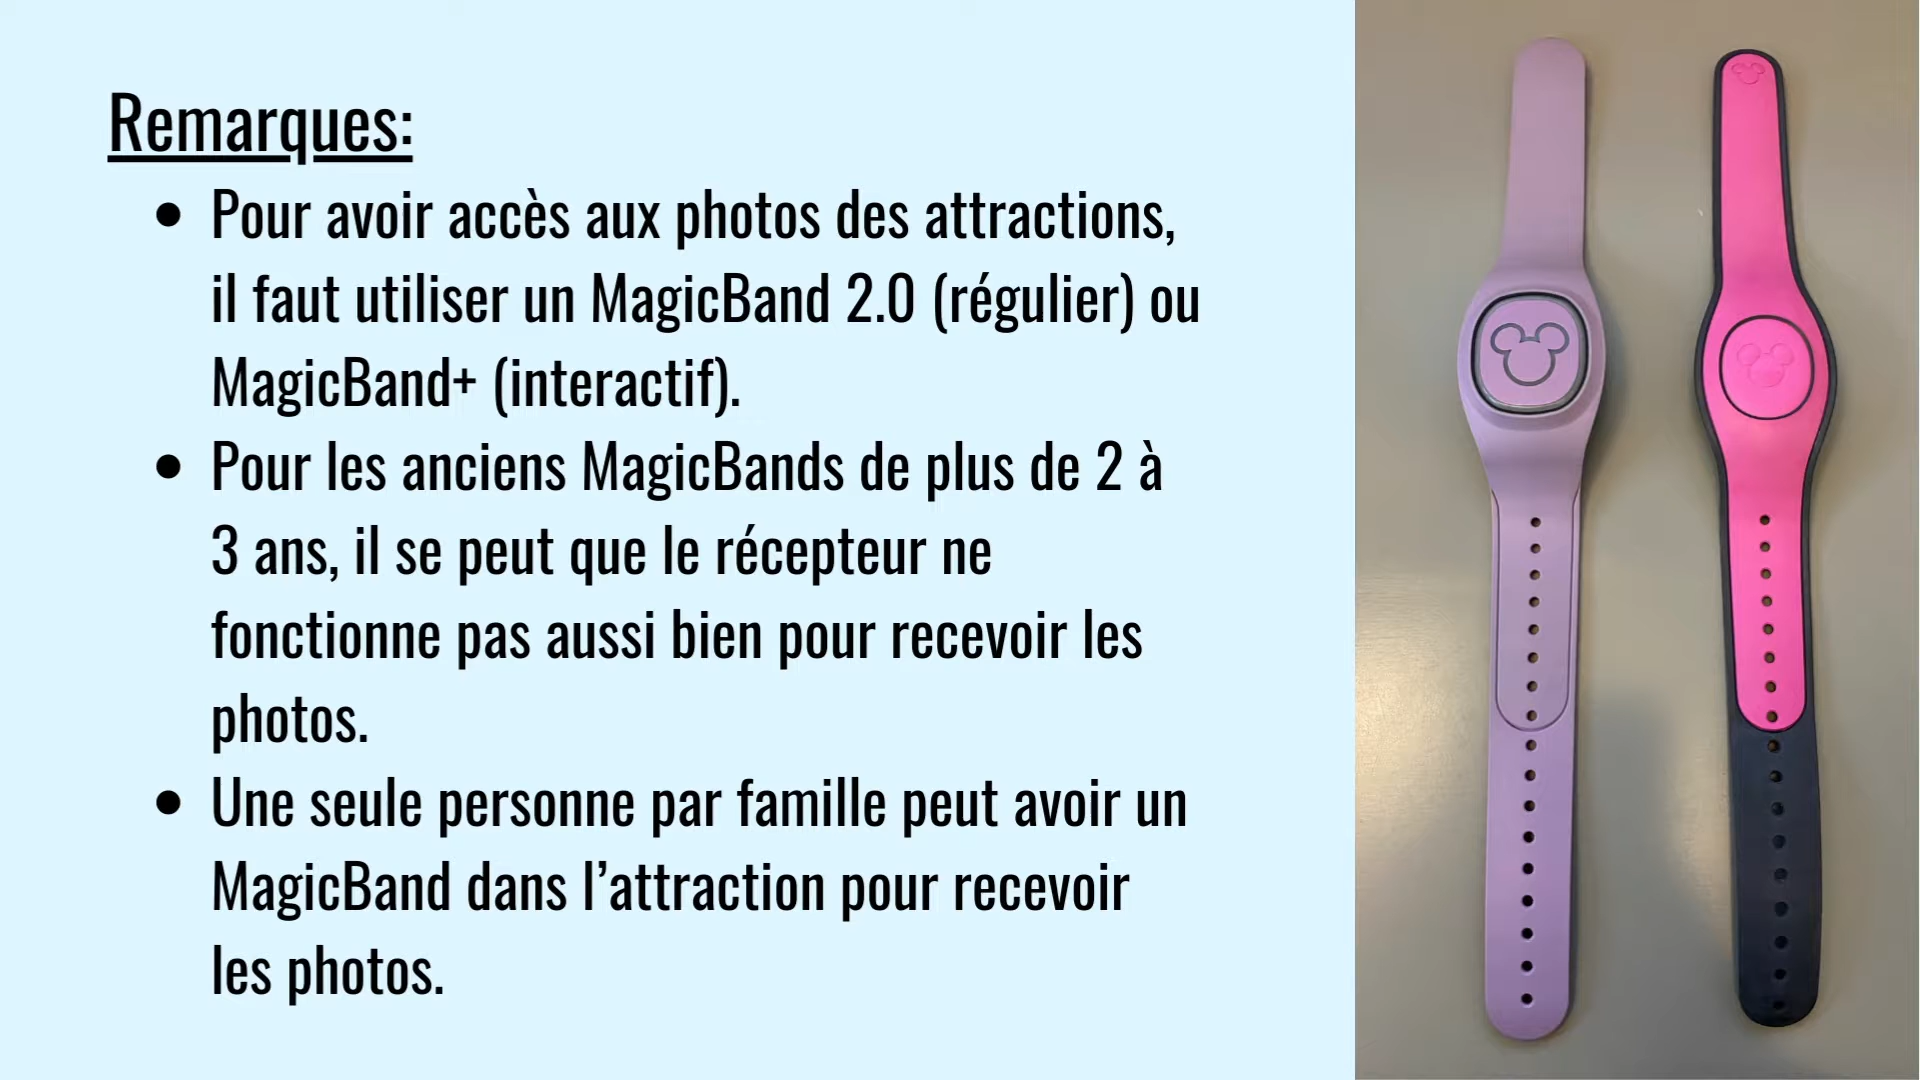 Remarques:
• Pour avoir accès aux photos des attractions,
il faut utiliser un MagicBand 2.0 (régulier) ou
MagicBand+ (interactif).
• Pour les anciens MagicBands de plus de 2 à
3 ans, il se peut que le récepteur ne
fonctionne pas aussi bien pour recevoir les
photos.
• Une seule personne par famille peut avoir un
MagicBand dans l’attraction pour recevoir
les photos.